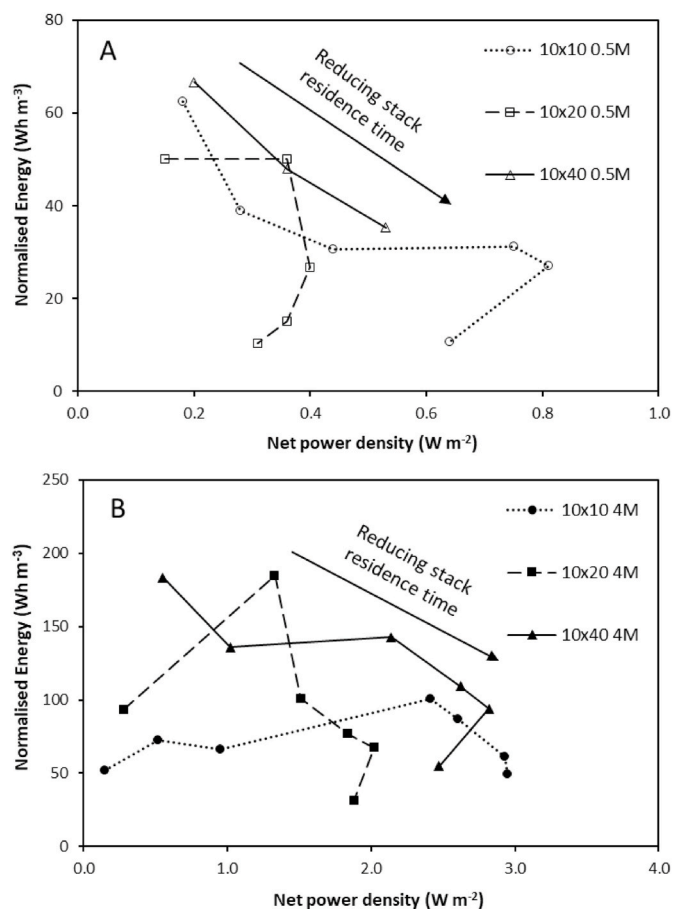 A
Normalised Energy (Wh m⁻³)
80
60
40
20
0
0.0 0.2 0.4 0.6 0.8 1.0
Net power density (W m⁻²)
Reducing stack
residence time
10x10 0.5M
10x20 0.5M
10x40 0.5M
B
Normalised Energy (Wh m⁻³)
250
200
150
100
50
0
0.0 1.0 2.0 3.0 4.0
Net power density (W m⁻²)
Reducing stack
residence time
10x10 4M
10x20 4M
10x40 4M